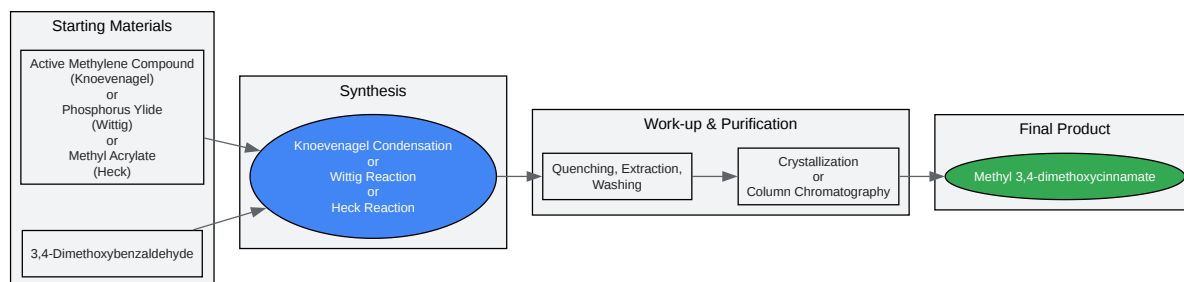 Starting Materials
Active Methylene Compound
(Knoevenagel)
or
Phosphorus Ylide
(Wittig)
or
Methyl Acrylate
(Heck)
3,4-Dimethoxybenzaldehyde
Synthesis
Knoevenagel Condensation
or
Wittig Reaction
or
Heck Reaction
Work-up & Purification
Quenching, Extraction,
Washing
Crystallization
or
Column Chromatography
Final Product
Methyl 3,4-dimethoxycinnamate